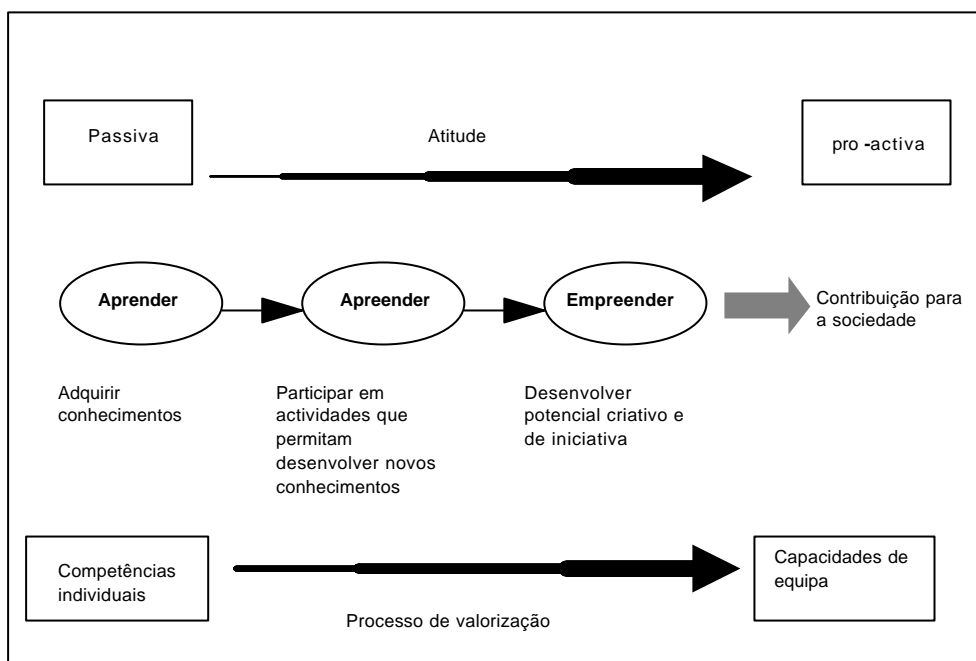 Passiva
Atitude
pro -activa
Aprender
Apreender
Empreender
Contribuição para
a sociedade
Adquirir
conhecimentos
Participar em
actividades que
permitam
desenvolver novos
conhecimentos
Desenvolver
potencial criativo e
de iniciativa
Competências
individuais
Processo de valorização
Capacidades de
equipa